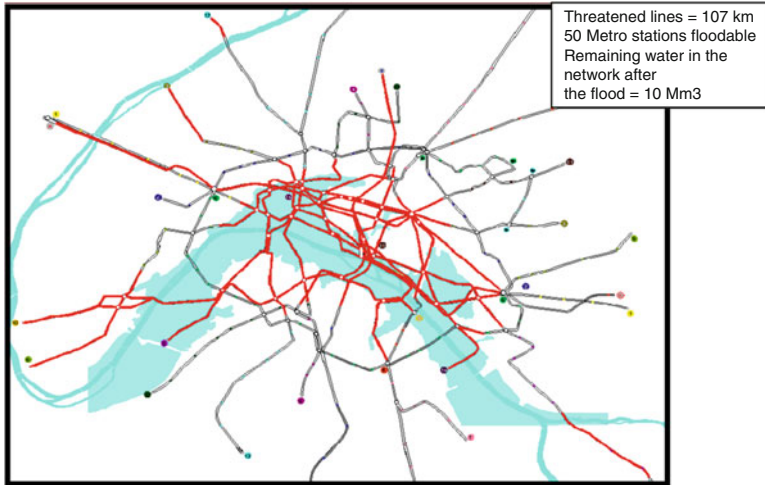 Threatened lines = 107 km
50 Metro stations floodable
Remaining water in the
network after
the flood = 10 Mm3